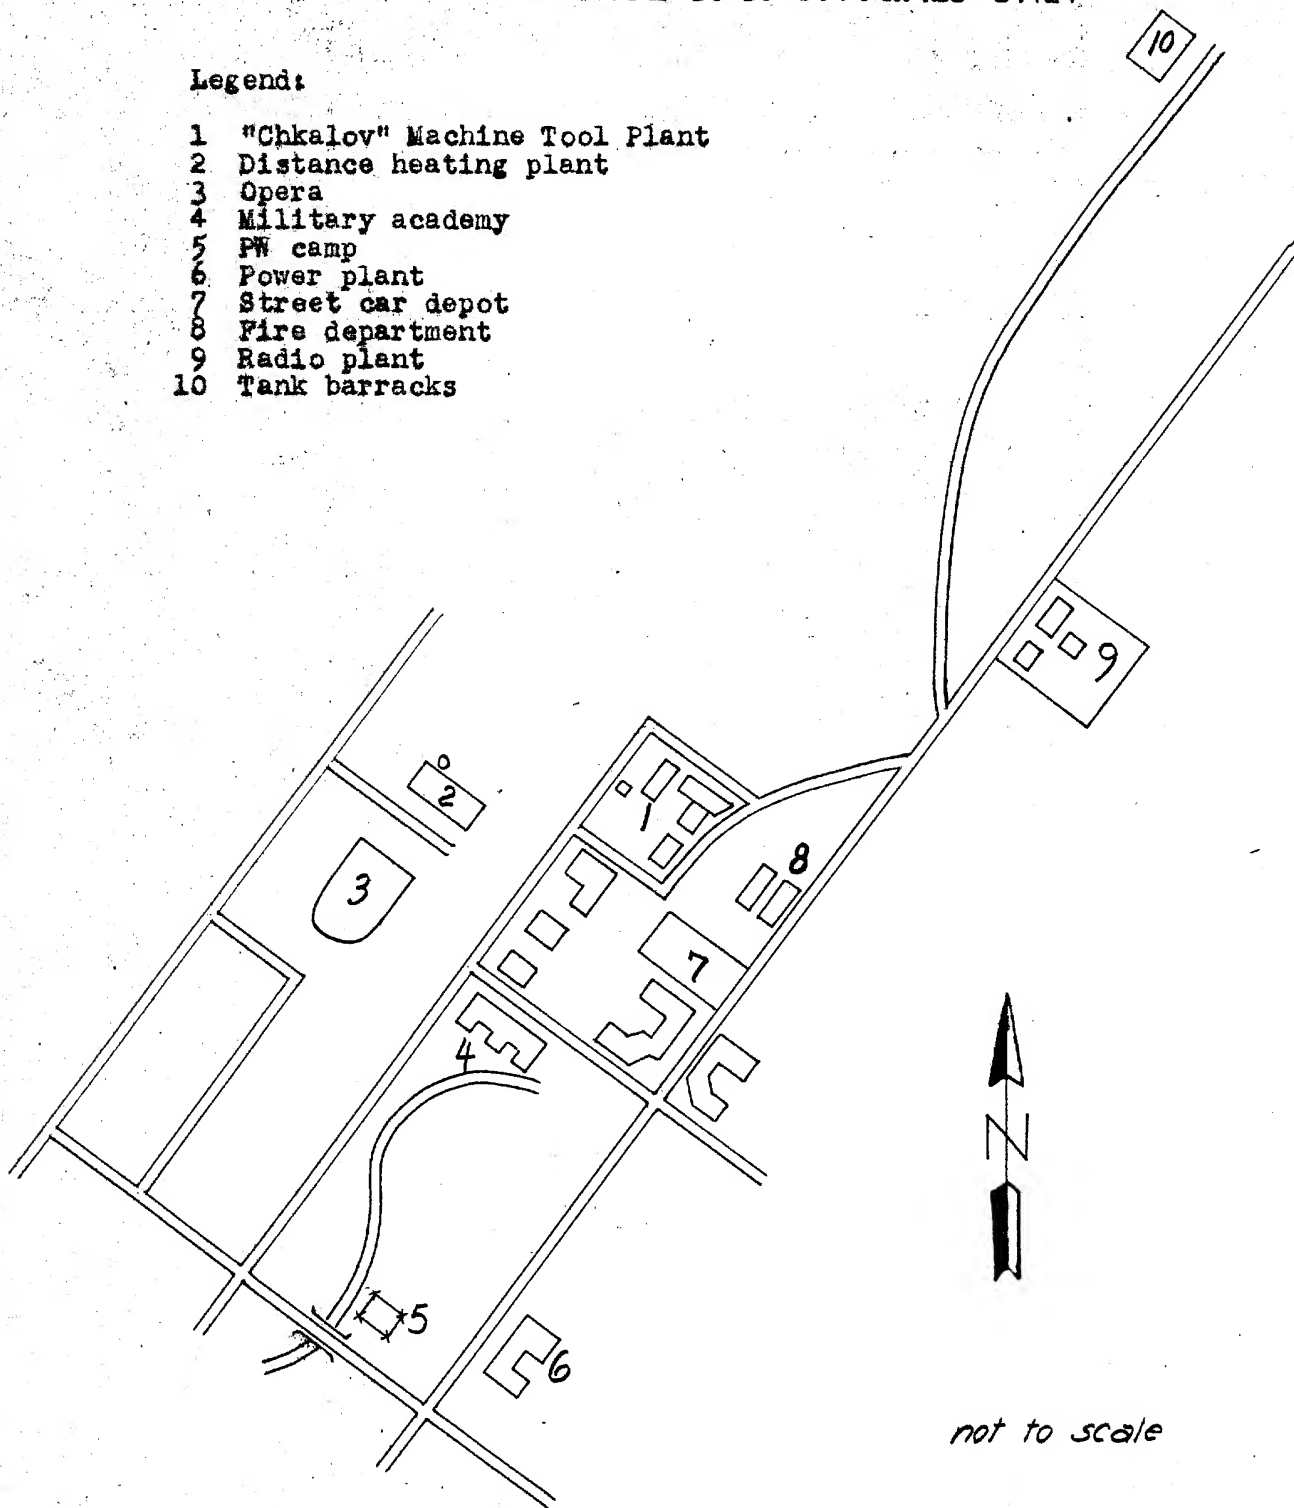 Legend:
1 "Chkalov" Machine Tool Plant
2 Distance heating plant
3 Opera
4 Military academy
5 PW camp
6 Power plant
7 Street car depot
8 Fire department
9 Radio plant
10 Tank barracks
10
9
2
1
8
3
7
4
N
5
6
not to scale